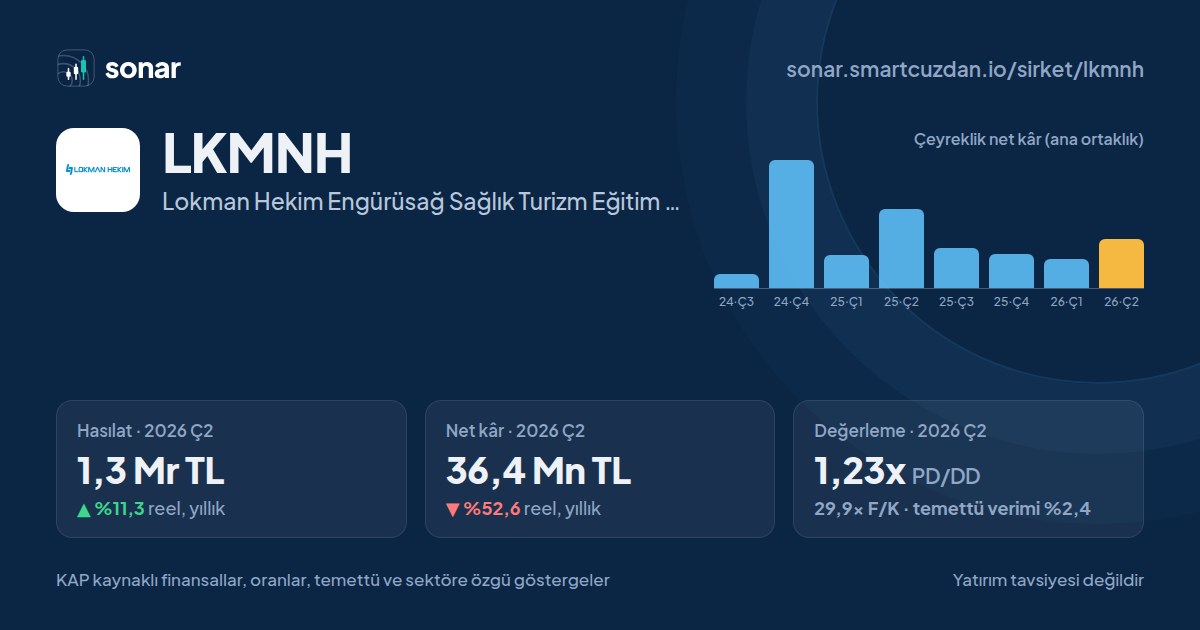 sonar
sonar.smartcuzdan.io/sirket/lkmnh
LOKMAN HEKIM
LKMNH
Lokman Hekim Engürüsağ Sağlık Turizm Eğitim ...
Çeyreklik net kâr (ana ortaklık)
24·Ç3 24·Ç4 25·Ç1 25·Ç2 25·Ç3 25·Ç4 26·Ç1 26·Ç2
Hasılat · 2026 Ç2
1,3 Mr TL
▲ %11,3 reel, yıllık
Net kâr · 2026 Ç2
36,4 Mn TL
▼ %52,6 reel, yıllık
Değerleme · 2026 Ç2
1,23x PD/DD
29,9x F/K · temettü verimi %2,4
KAP kaynaklı finansallar, oranlar, temettü ve sektöre özgü göstergeler
Yatırım tavsiyesi değildir